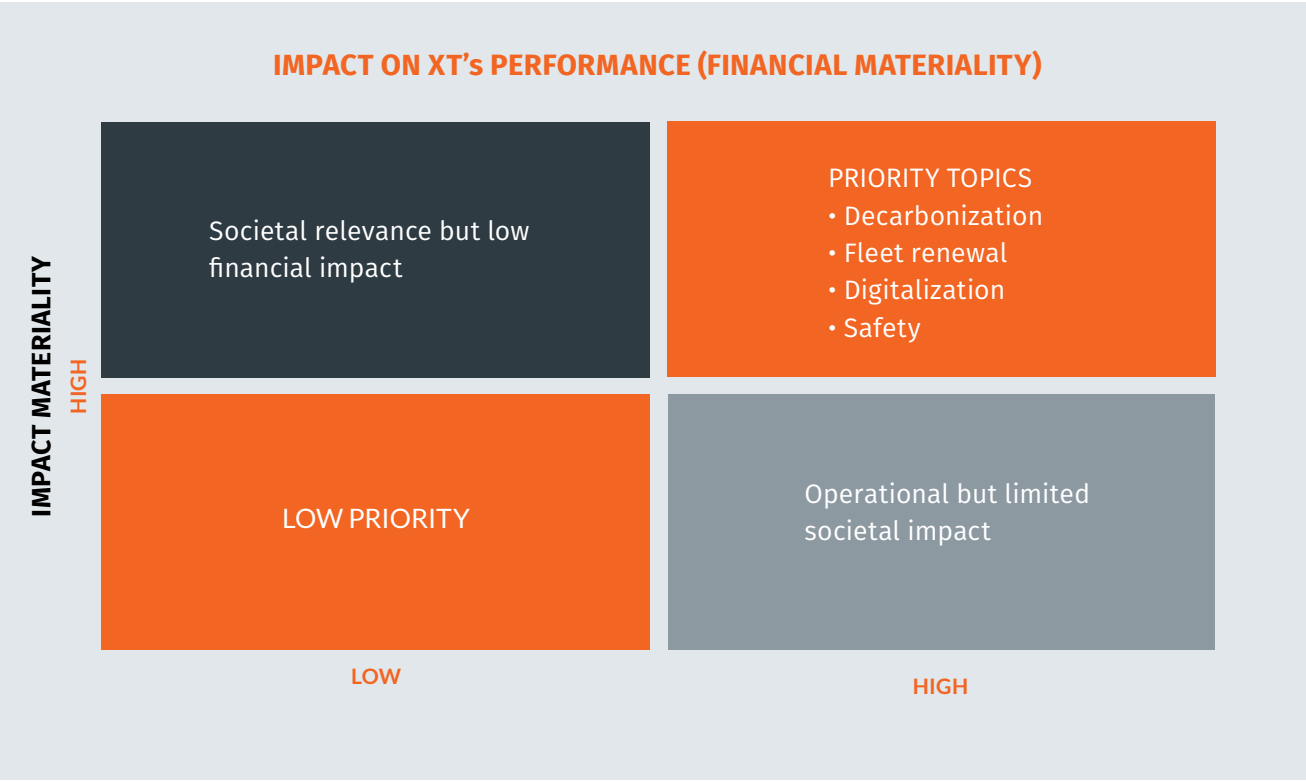 IMPACT ON XT’s PERFORMANCE (FINANCIAL MATERIALITY)
IMPACT MATERIALITY
HIGH
Societal relevance but low
financial impact
PRIORITY TOPICS
• Decarbonization
• Fleet renewal
• Digitalization
• Safety
LOW PRIORITY
Operational but limited
societal impact
LOW
HIGH